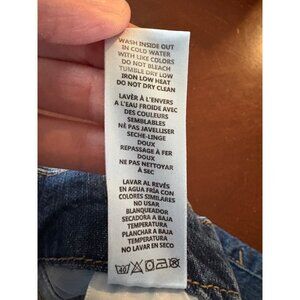 WASH INSIDE OUT
IN COLD WATER
WITH LIKE COLORS
DO NOT BLEACH
TUMBLE DRY LOW
IRON LOW HEAT
DO NOT DRY CLEAN
LAVÈR À L'ENVERS
A L'EAU FROIDE AVEC
DES COULEURS
SEMBLABLES
NE PAS JAVELLISER
SECHE-LINGE
DOUX
REPASSAGE À FER
DOUX
NE PAS NETTOYER
À SEC
LAVAR AL REVÉS
EN AGUA FRÍA CON
COLORES SIMILARES
NO USAR
BLANQUEADOR
SECADORA A BAJA
TEMPERATURA
PLANCHAR A BAJA
TEMPERATURA
NO LAVAR EN SECO